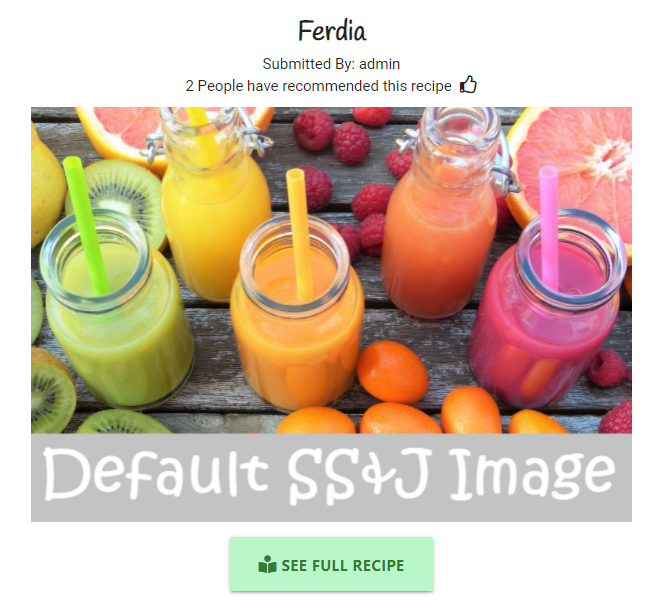 Ferdia
Submitted By: admin
2 People have recommended this recipe
Default SS&J Image
SEE FULL RECIPE